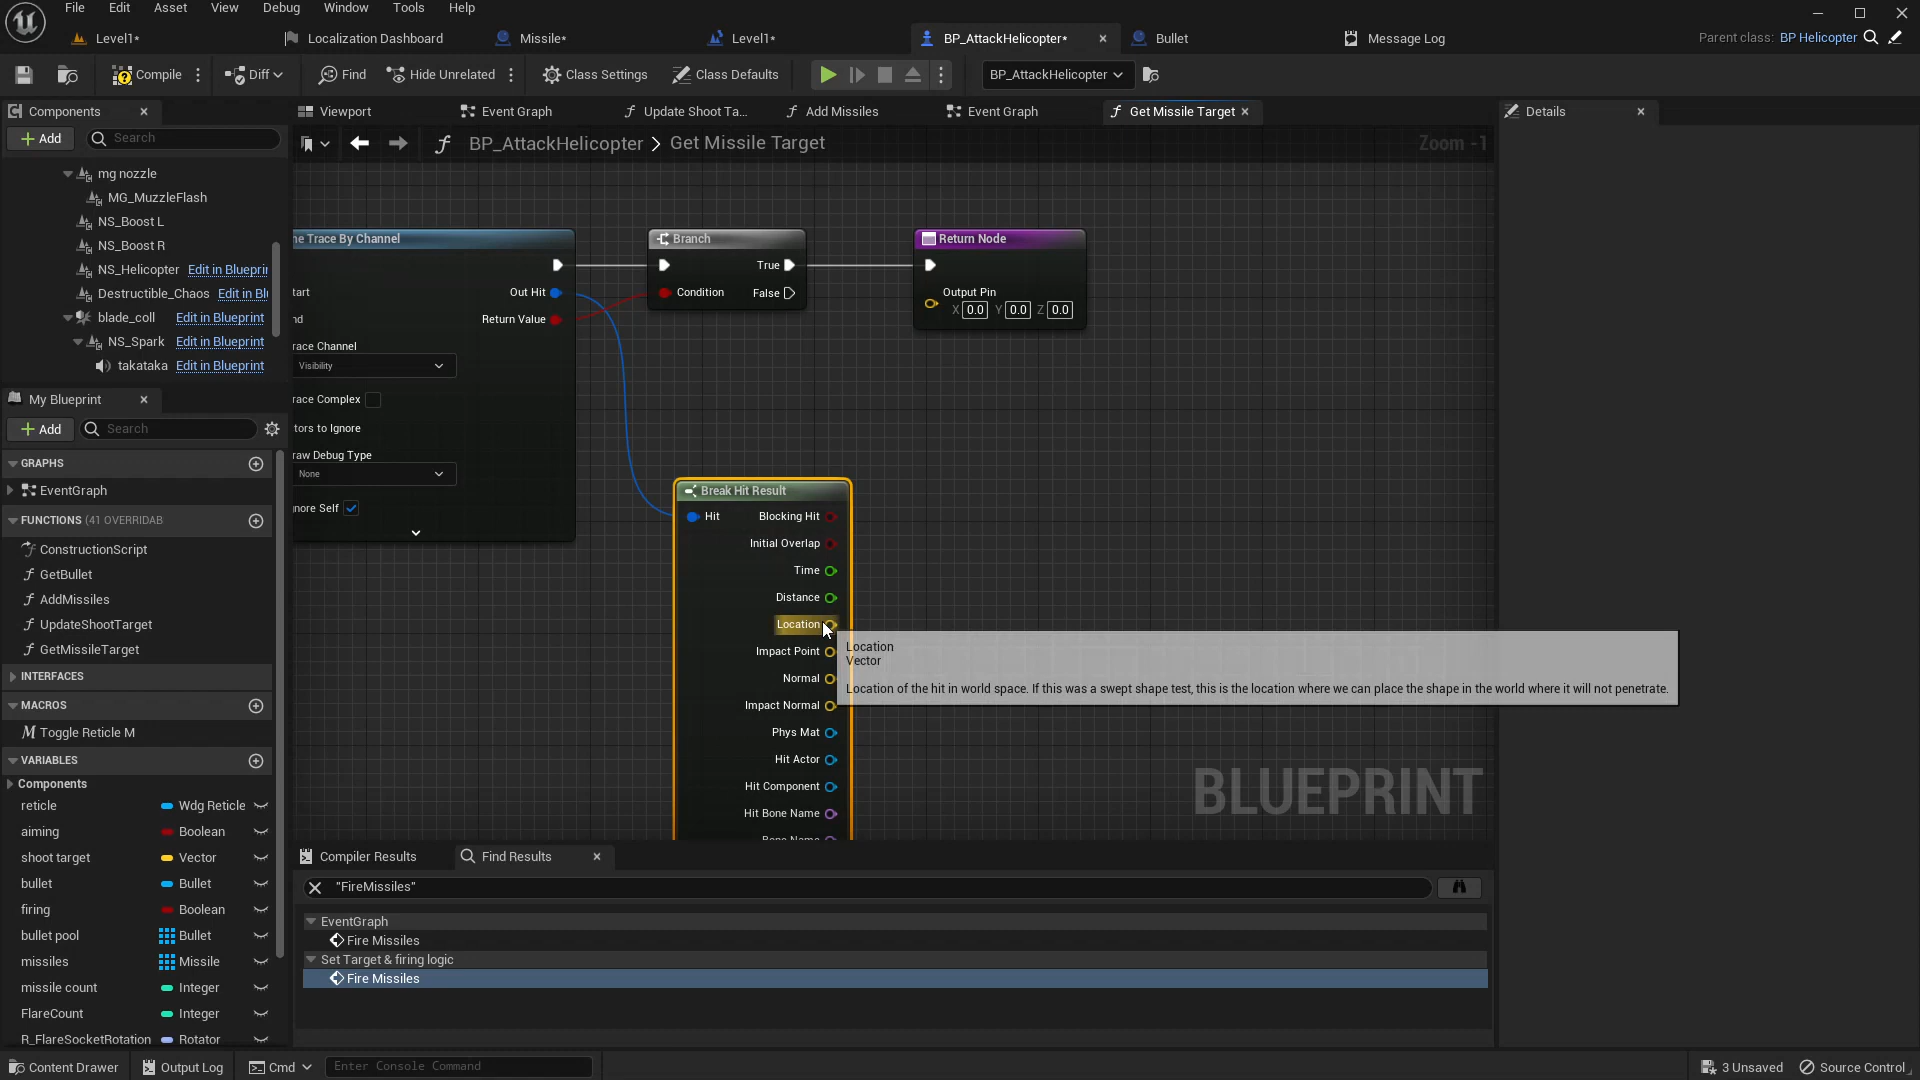 File Edit Asset View Debug Window Tools Help
Level1* Localization Dashboard Missile* Level1* BP_AttackHelicopter* Bullet Message Log Parent class: BP Helicopter
Compile Diff Find Hide Unrelated Class Settings Class Defaults BP_AttackHelicopter
Components Viewport Event Graph Update Shoot Ta... Add Missiles Event Graph Get Missile Target Details
Add Search
BP_AttackHelicopter > Get Missile Target Zoom -1
mg nozzle
MG_MuzzleFlash
NS_Boost L
NS_Boost R
NS_Helicopter Edit in Blueprin
Destructible_Chaos Edit in Bl
blade_coll Edit in Blueprint
NS_Spark Edit in Blueprint
takataka Edit in Blueprint
My Blueprint
Add Search
GRAPHS
EventGraph
FUNCTIONS (41 OVERRIDAB
ConstructionScript
GetBullet
AddMissiles
UpdateShootTarget
GetMissileTarget
INTERFACES
MACROS
Toggle Reticle M
VARIABLES
Components
reticle Wdg Reticle
aiming Boolean
shoot target Vector
bullet Bullet
firing Boolean
bullet pool Bullet
missiles Missile
missile count Integer
FlareCount Integer
R_FlareSocketRotation Rotator
ne Trace By Channel
tart Out Hit
nd Return Value
race Channel
Visibility
race Complex
tors to Ignore
raw Debug Type
None
nore Self
Branch
True
Condition False
Return Node
Output Pin
X 0.0 Y 0.0 Z 0.0
Break Hit Result
Hit Blocking Hit
Initial Overlap
Time
Distance
Location
Impact Point
Normal
Impact Normal
Phys Mat
Hit Actor
Hit Component
Hit Bone Name
Bone Name
Location
Vector
Location of the hit in world space. If this was a swept shape test, this is the location where we can place the shape in the world where it will not penetrate.
BLUEPRINT
Compiler Results Find Results
"FireMissiles"
EventGraph
Fire Missiles
Set Target & firing logic
Fire Missiles
Content Drawer Output Log Cmd Enter Console Command 3 Unsaved Source Control